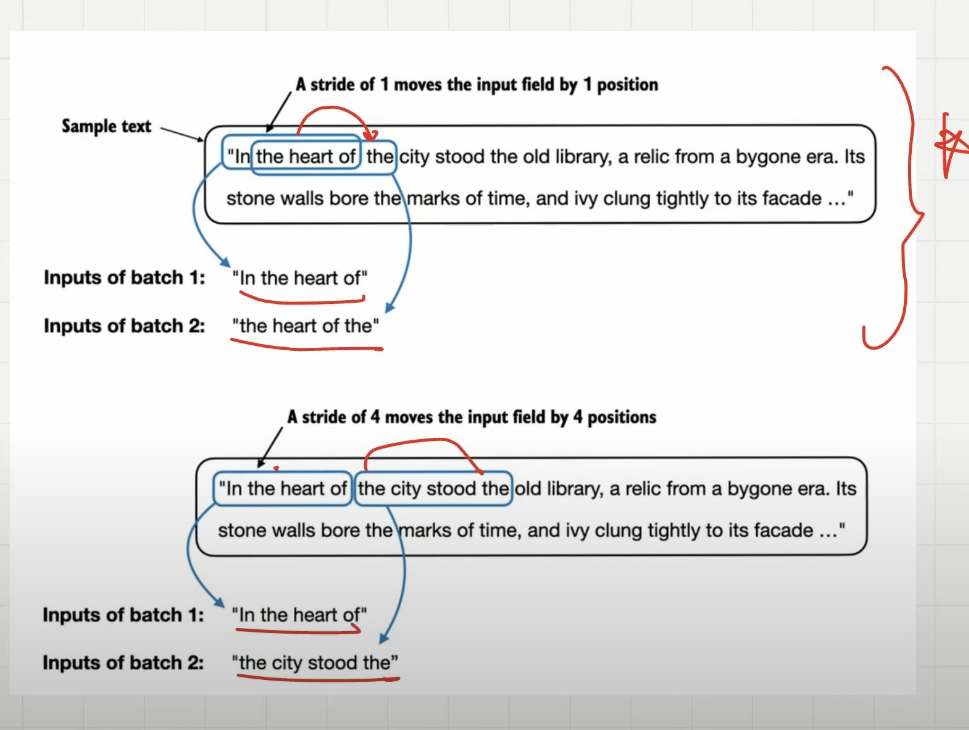 A stride of 1 moves the input field by 1 position
Sample text
"In the heart of the city stood the old library, a relic from a bygone era. Its
stone walls bore the marks of time, and ivy clung tightly to its facade ..."
Inputs of batch 1: "In the heart of"
Inputs of batch 2: "the heart of the"
A stride of 4 moves the input field by 4 positions
"In the heart of the city stood the old library, a relic from a bygone era. Its
stone walls bore the marks of time, and ivy clung tightly to its facade ..."
Inputs of batch 1: "In the heart of"
Inputs of batch 2: "the city stood the”